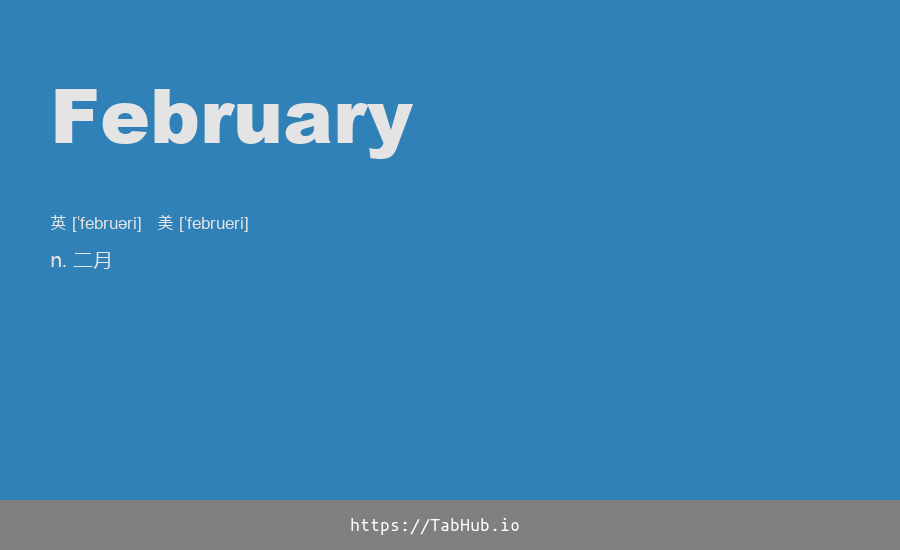 February
英 [ˈfebruəri]   美 [ˈfebrueri]
n. 二月
https://TabHub.io